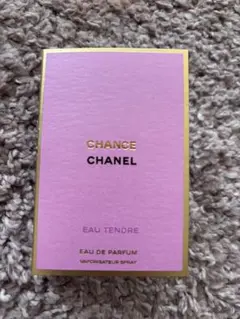 CHANCE
CHANEL
EAU TENDRE
EAU DE PARFUM
VAPORISATEUR SPRAY